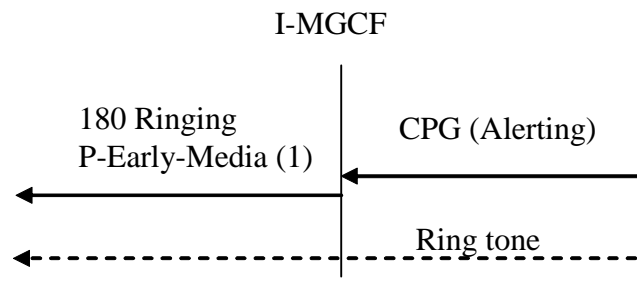 I-MGCF
180 Ringing
P-Early-Media (1)
CPG (Alerting)
Ring tone